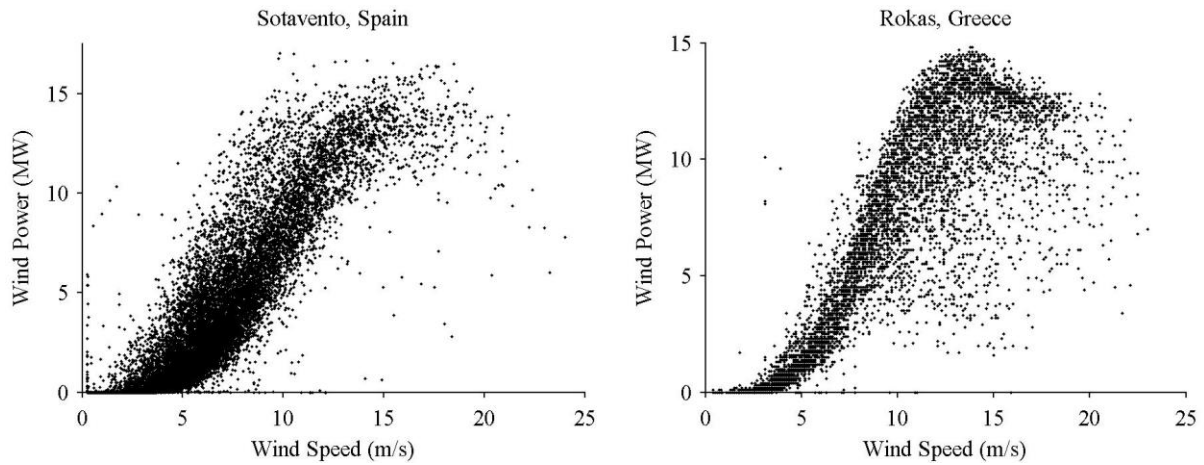 Sotavento, Spain
Wind Power (MW)
15
10
5
0
0 5 10 15 20 25
Wind Speed (m/s)
Rokas, Greece
Wind Power (MW)
15
10
5
0
0 5 10 15 20 25
Wind Speed (m/s)